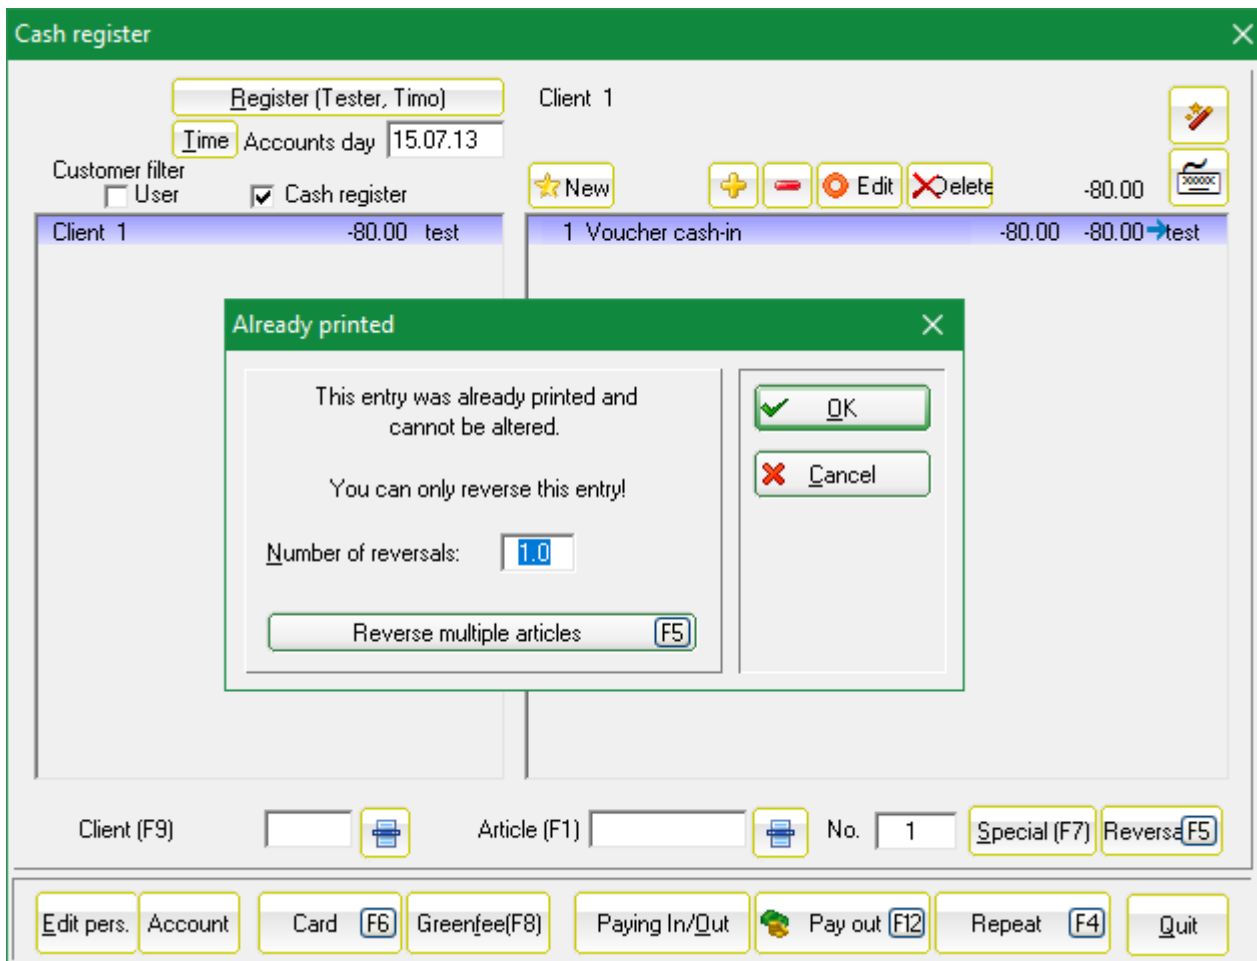 Cash register
Register (Tester, Timo)
Client 1
Time Accounts day 15.07.13
Customer filter
User Cash register
New Edit Delete -80.00
Client 1 -80.00 test
1 Voucher cash-in -80.00 -80.00 test
Already printed
This entry was already printed and
cannot be altered.
You can only reverse this entry!
Number of reversals: 1.0
Reverse multiple articles F5
OK
Cancel
Client (F9) Article (F1) No. 1 Special (F7) Reversa F5
Edit pers. Account Card F6 Greenfee(F8) Paying In/Out Pay out F12 Repeat F4 Quit